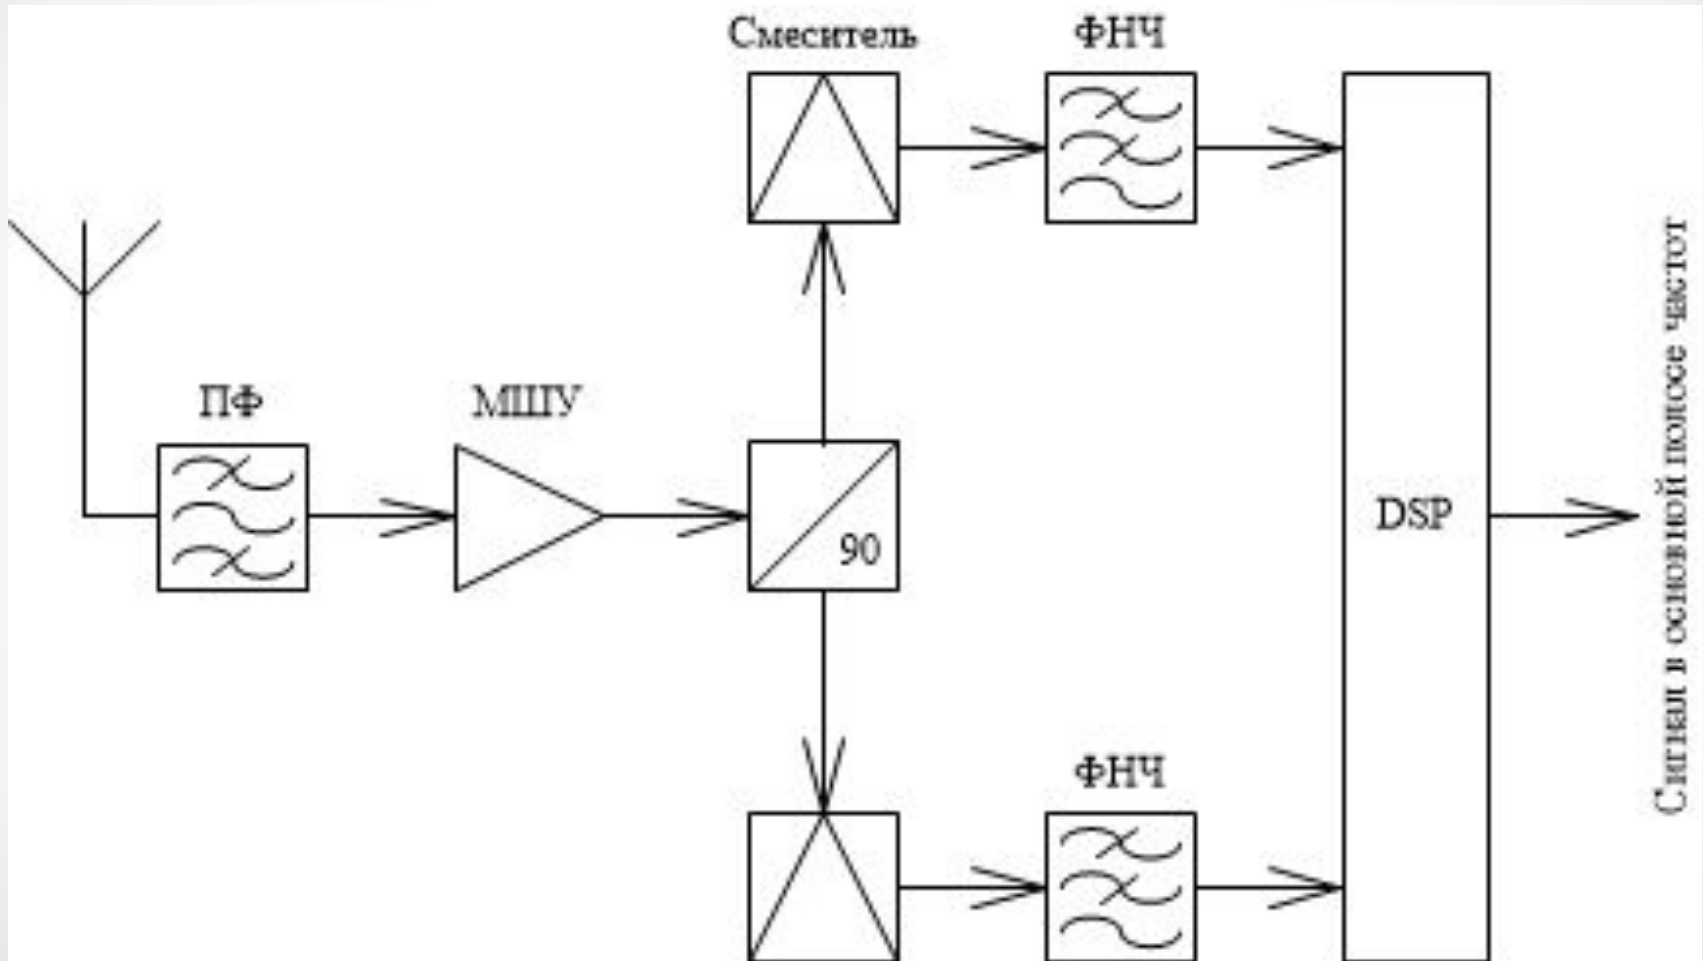 Смеситель
ФНЧ
ПФ
МШУ
90
DSP
ФНЧ
Сигнал в основной полосе частот